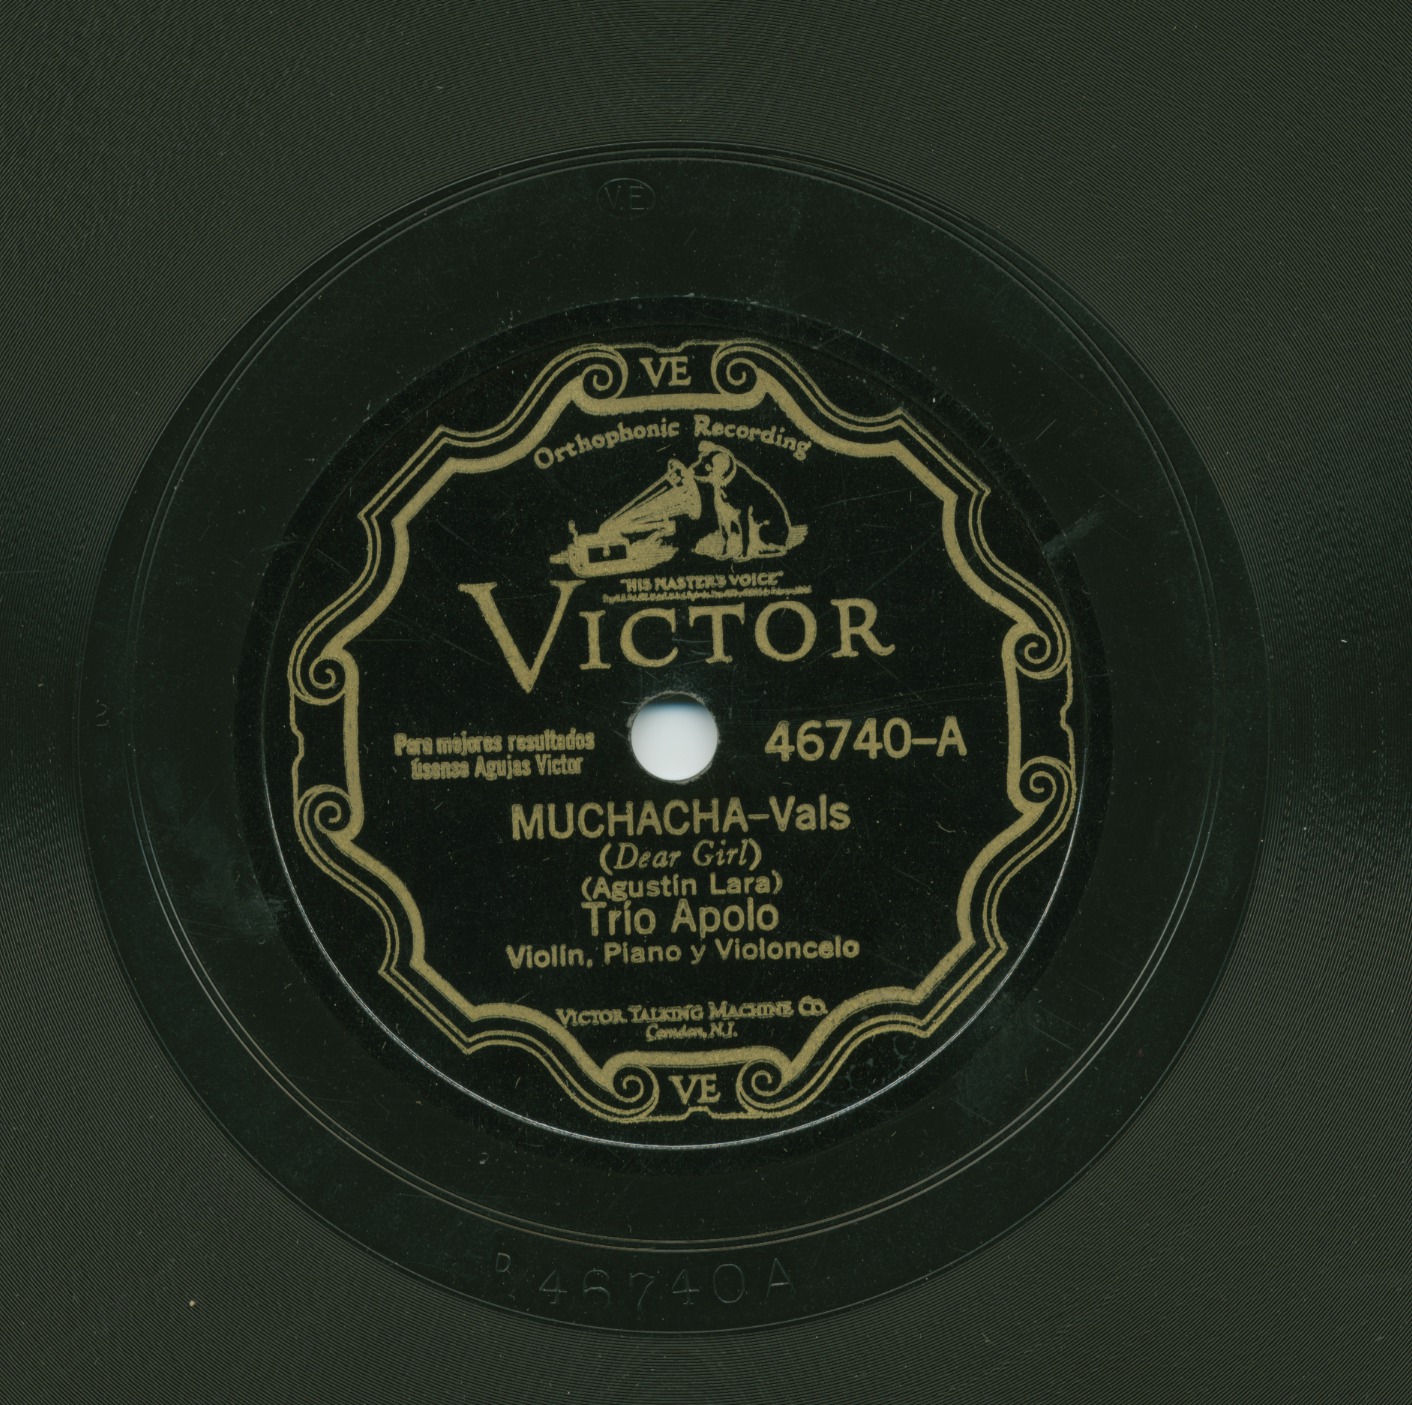 VE
VE
Orthophonic Recording
"HIS MASTER'S VOICE"
VICTOR
Para mejores resultados
úsense Agujas Victor
46740-A
MUCHACHA-Vals
(Dear Girl)
(Agustín Lara)
Trío Apolo
Violín, Piano y Violoncelo
VICTOR TALKING MACHINE CO.
Camden, N.J.
VE
46740A